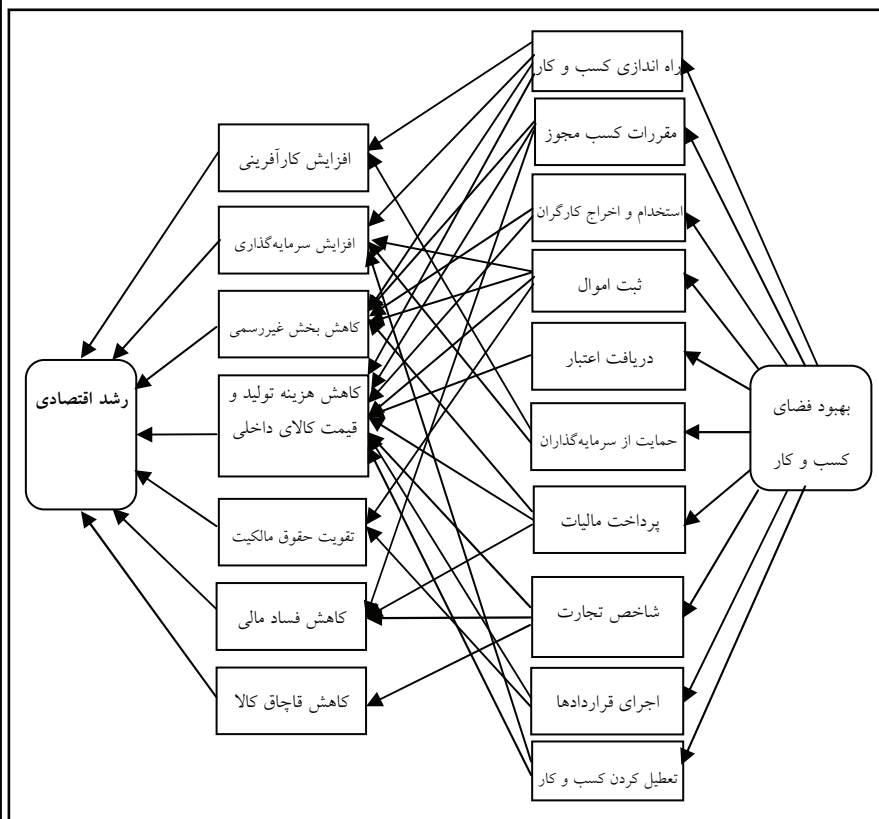 بهبود فضای
کسب و کار
راه اندازی کسب و کار
مقررات کسب مجوز
استخدام و اخراج کارگران
ثبت اموال
دریافت اعتبار
حمایت از سرمایه‌گذاران
پرداخت مالیات
شاخص تجارت
اجرای قراردادها
تعطیل کردن کسب و کار
افزایش کارآفرینی
افزایش سرمایه‌گذاری
کاهش بخش غیررسمی
کاهش هزینه تولید و
قیمت کالای داخلی
تقویت حقوق مالکیت
کاهش فساد مالی
کاهش قاچاق کالا
رشد اقتصادی